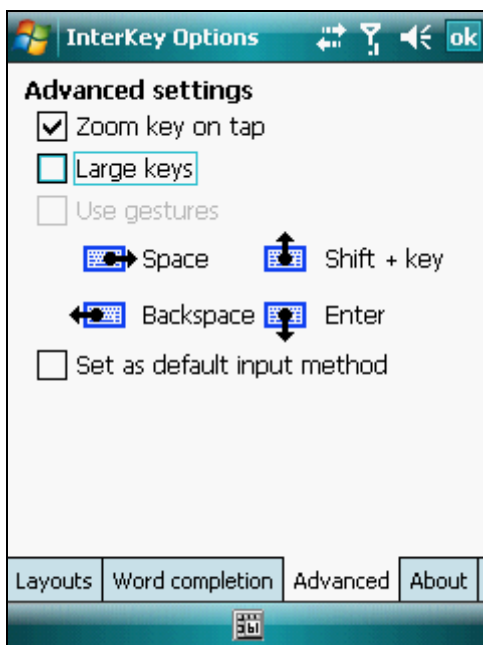 InterKey Options ok
Advanced settings
Zoom key on tap
Large keys
Use gestures
Space Shift + key
Backspace Enter
Set as default input method
Layouts Word completion Advanced About